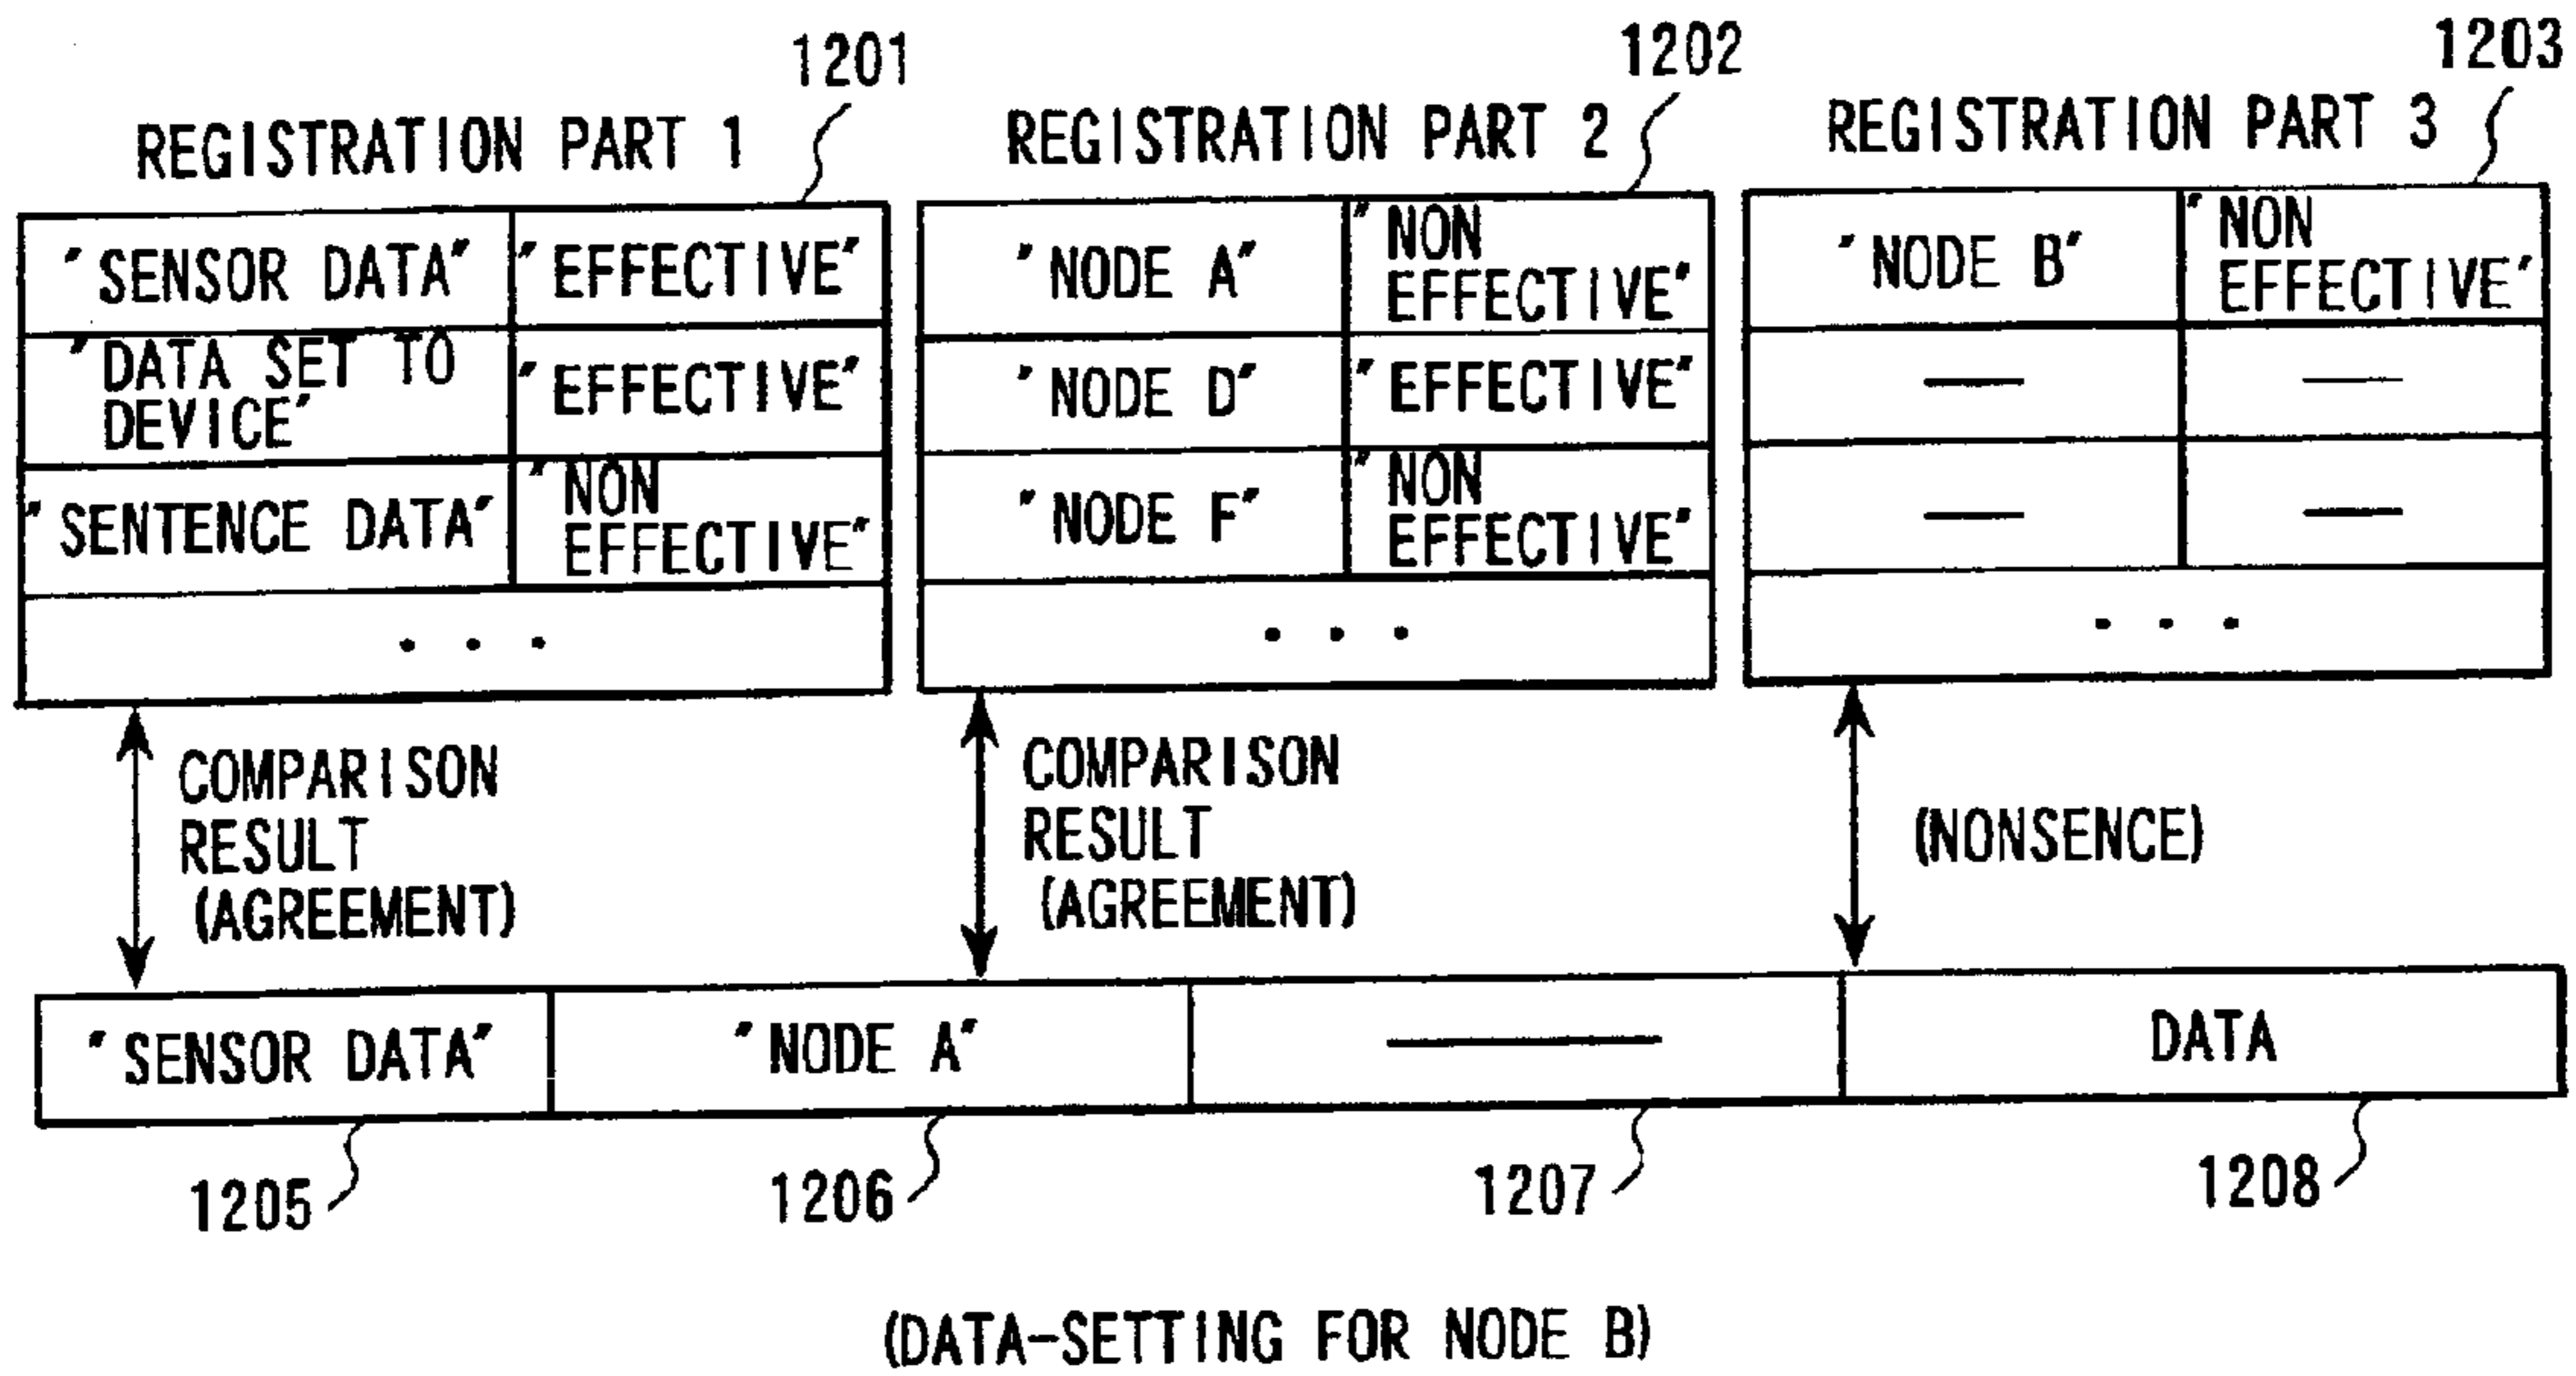 1201
1202
1203
REGISTRATION PART 1
REGISTRATION PART 2
REGISTRATION PART 3
"SENSOR DATA"
"EFFECTIVE"
"DATA SET TO
DEVICE"
"EFFECTIVE"
"SENTENCE DATA"
"NON
EFFECTIVE"
. . .
"NODE A"
"NON
EFFECTIVE"
"NODE D"
"EFFECTIVE"
"NODE F"
"NON
EFFECTIVE"
. . .
"NODE B"
"NON
EFFECTIVE"
—
—
—
—
. . .
COMPARISON
RESULT
(AGREEMENT)
COMPARISON
RESULT
(AGREEMENT)
(NONSENCE)
"SENSOR DATA"
"NODE A"
—
DATA
1205
1206
1207
1208
(DATA-SETTING FOR NODE B)